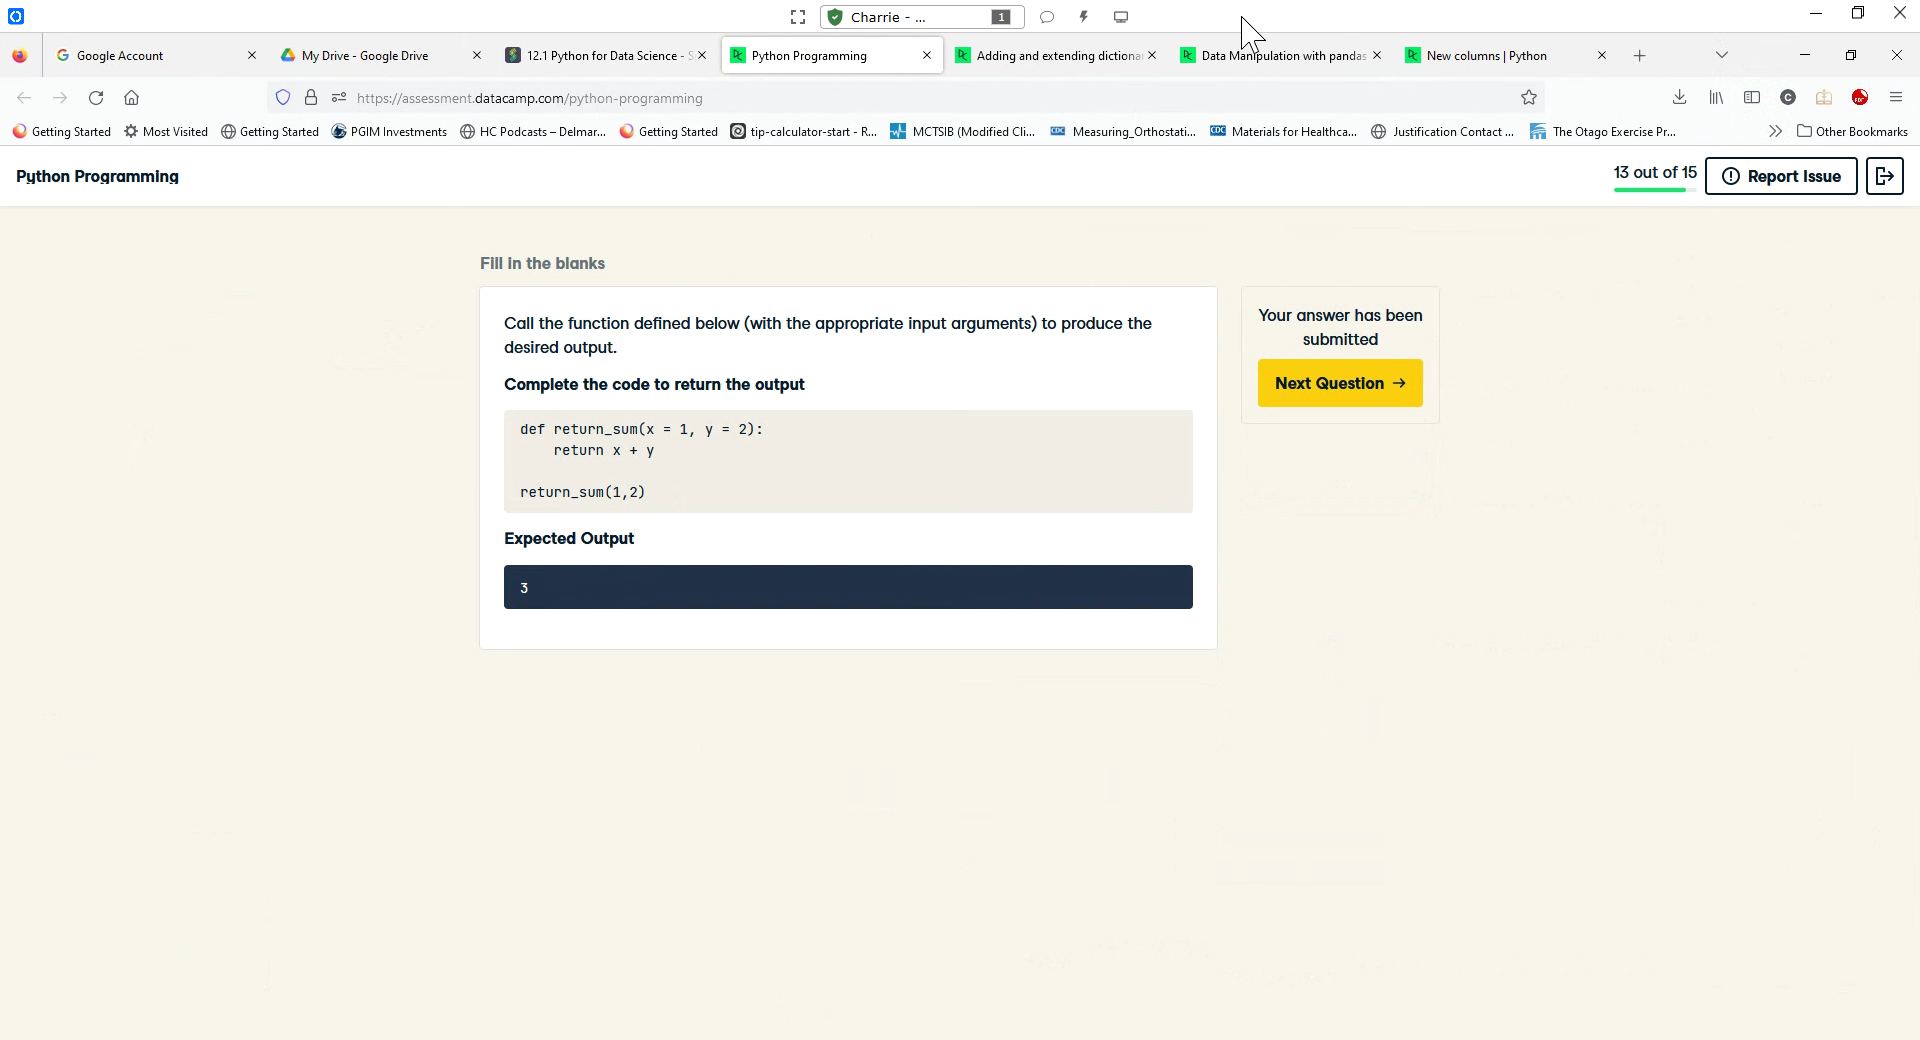 Charrie - ...
1
Google Account
My Drive - Google Drive
12.1 Python for Data Science - S
Python Programming
Adding and extending dictionar
Data Manipulation with pandas
New columns | Python
https://assessment.datacamp.com/python-programming
C
Getting Started
Most Visited
Getting Started
PGIM Investments
HC Podcasts – Delmar...
Getting Started
tip-calculator-start - R...
MCTSIB (Modified Cli...
CDC
Measuring_Orthostati...
CDC
Materials for Healthca...
Justification Contact ...
The Otago Exercise Pr...
Other Bookmarks
Python Programming
13 out of 15
Report Issue
Fill in the blanks
Call the function defined below (with the appropriate input arguments) to produce the
desired output.
Complete the code to return the output
def return_sum(x = 1, y = 2):
    return x + y
return_sum(1,2)
Expected Output
3
Your answer has been
submitted
Next Question →